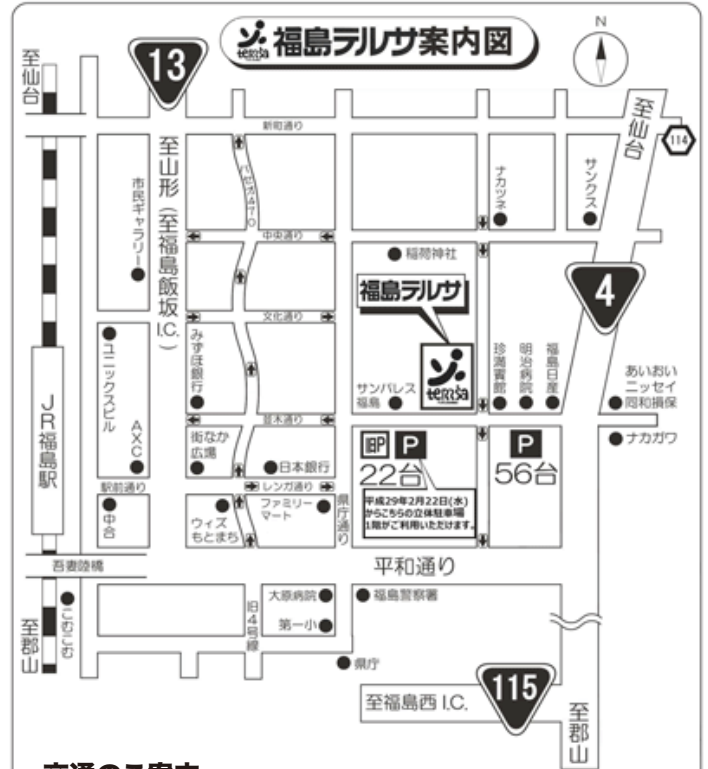 terrsa 福島テルサ案内図
N
至仙台
13
至仙台
114
新町通り
パセオ470
至山形(至福島飯坂I.C.)
市民ギャラリー
ナカツネ
サンクス
中央通り
稲荷神社
福島テルサ
4
文化通り
ユニックスビル
みずほ銀行
サンパレス
福島
terrsa
珍満賓館
明治病院
福島日産
あいおい
ニッセイ
同和損保
JR福島駅
AXC
並木通り
街なか
広場
日本銀行
旧P P
22台
P
56台
ナカガワ
駅前通り
レンガ通り
中合
ウィズ
もとまち
ファミリー
マート
県庁通り
平成29年2月22日(水)
からこちらの立体駐車場
1階がご利用いただけます。
吾妻陸橋
平和通り
至郡山
こむこむ
旧4号線
大原病院
福島警察署
第一小
県庁
至福島西 I.C.
115
至郡山